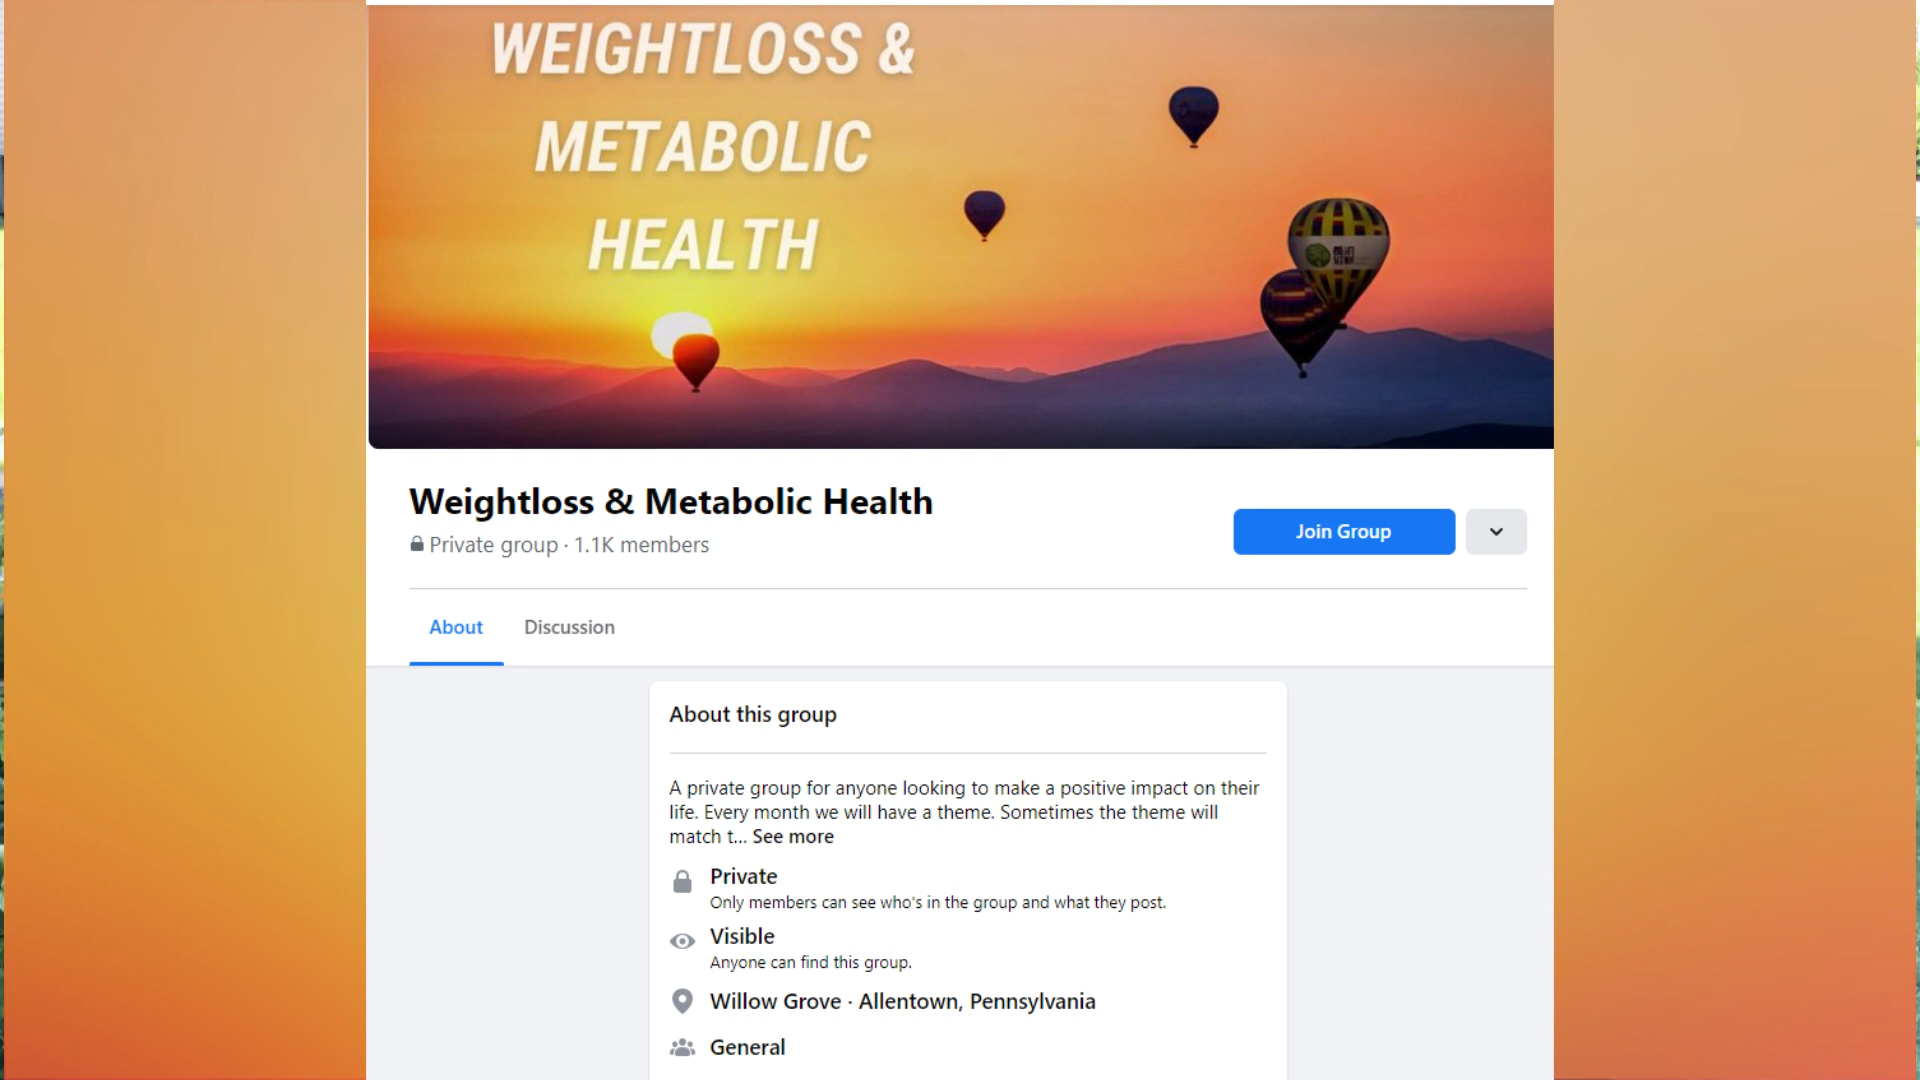 WEIGHTLOSS &
METABOLIC
HEALTH
Weightloss & Metabolic Health
Private group · 1.1K members
Join Group
About
Discussion
About this group
A private group for anyone looking to make a positive impact on their
life. Every month we will have a theme. Sometimes the theme will
match t... See more
Private
Only members can see who's in the group and what they post.
Visible
Anyone can find this group.
Willow Grove · Allentown, Pennsylvania
General